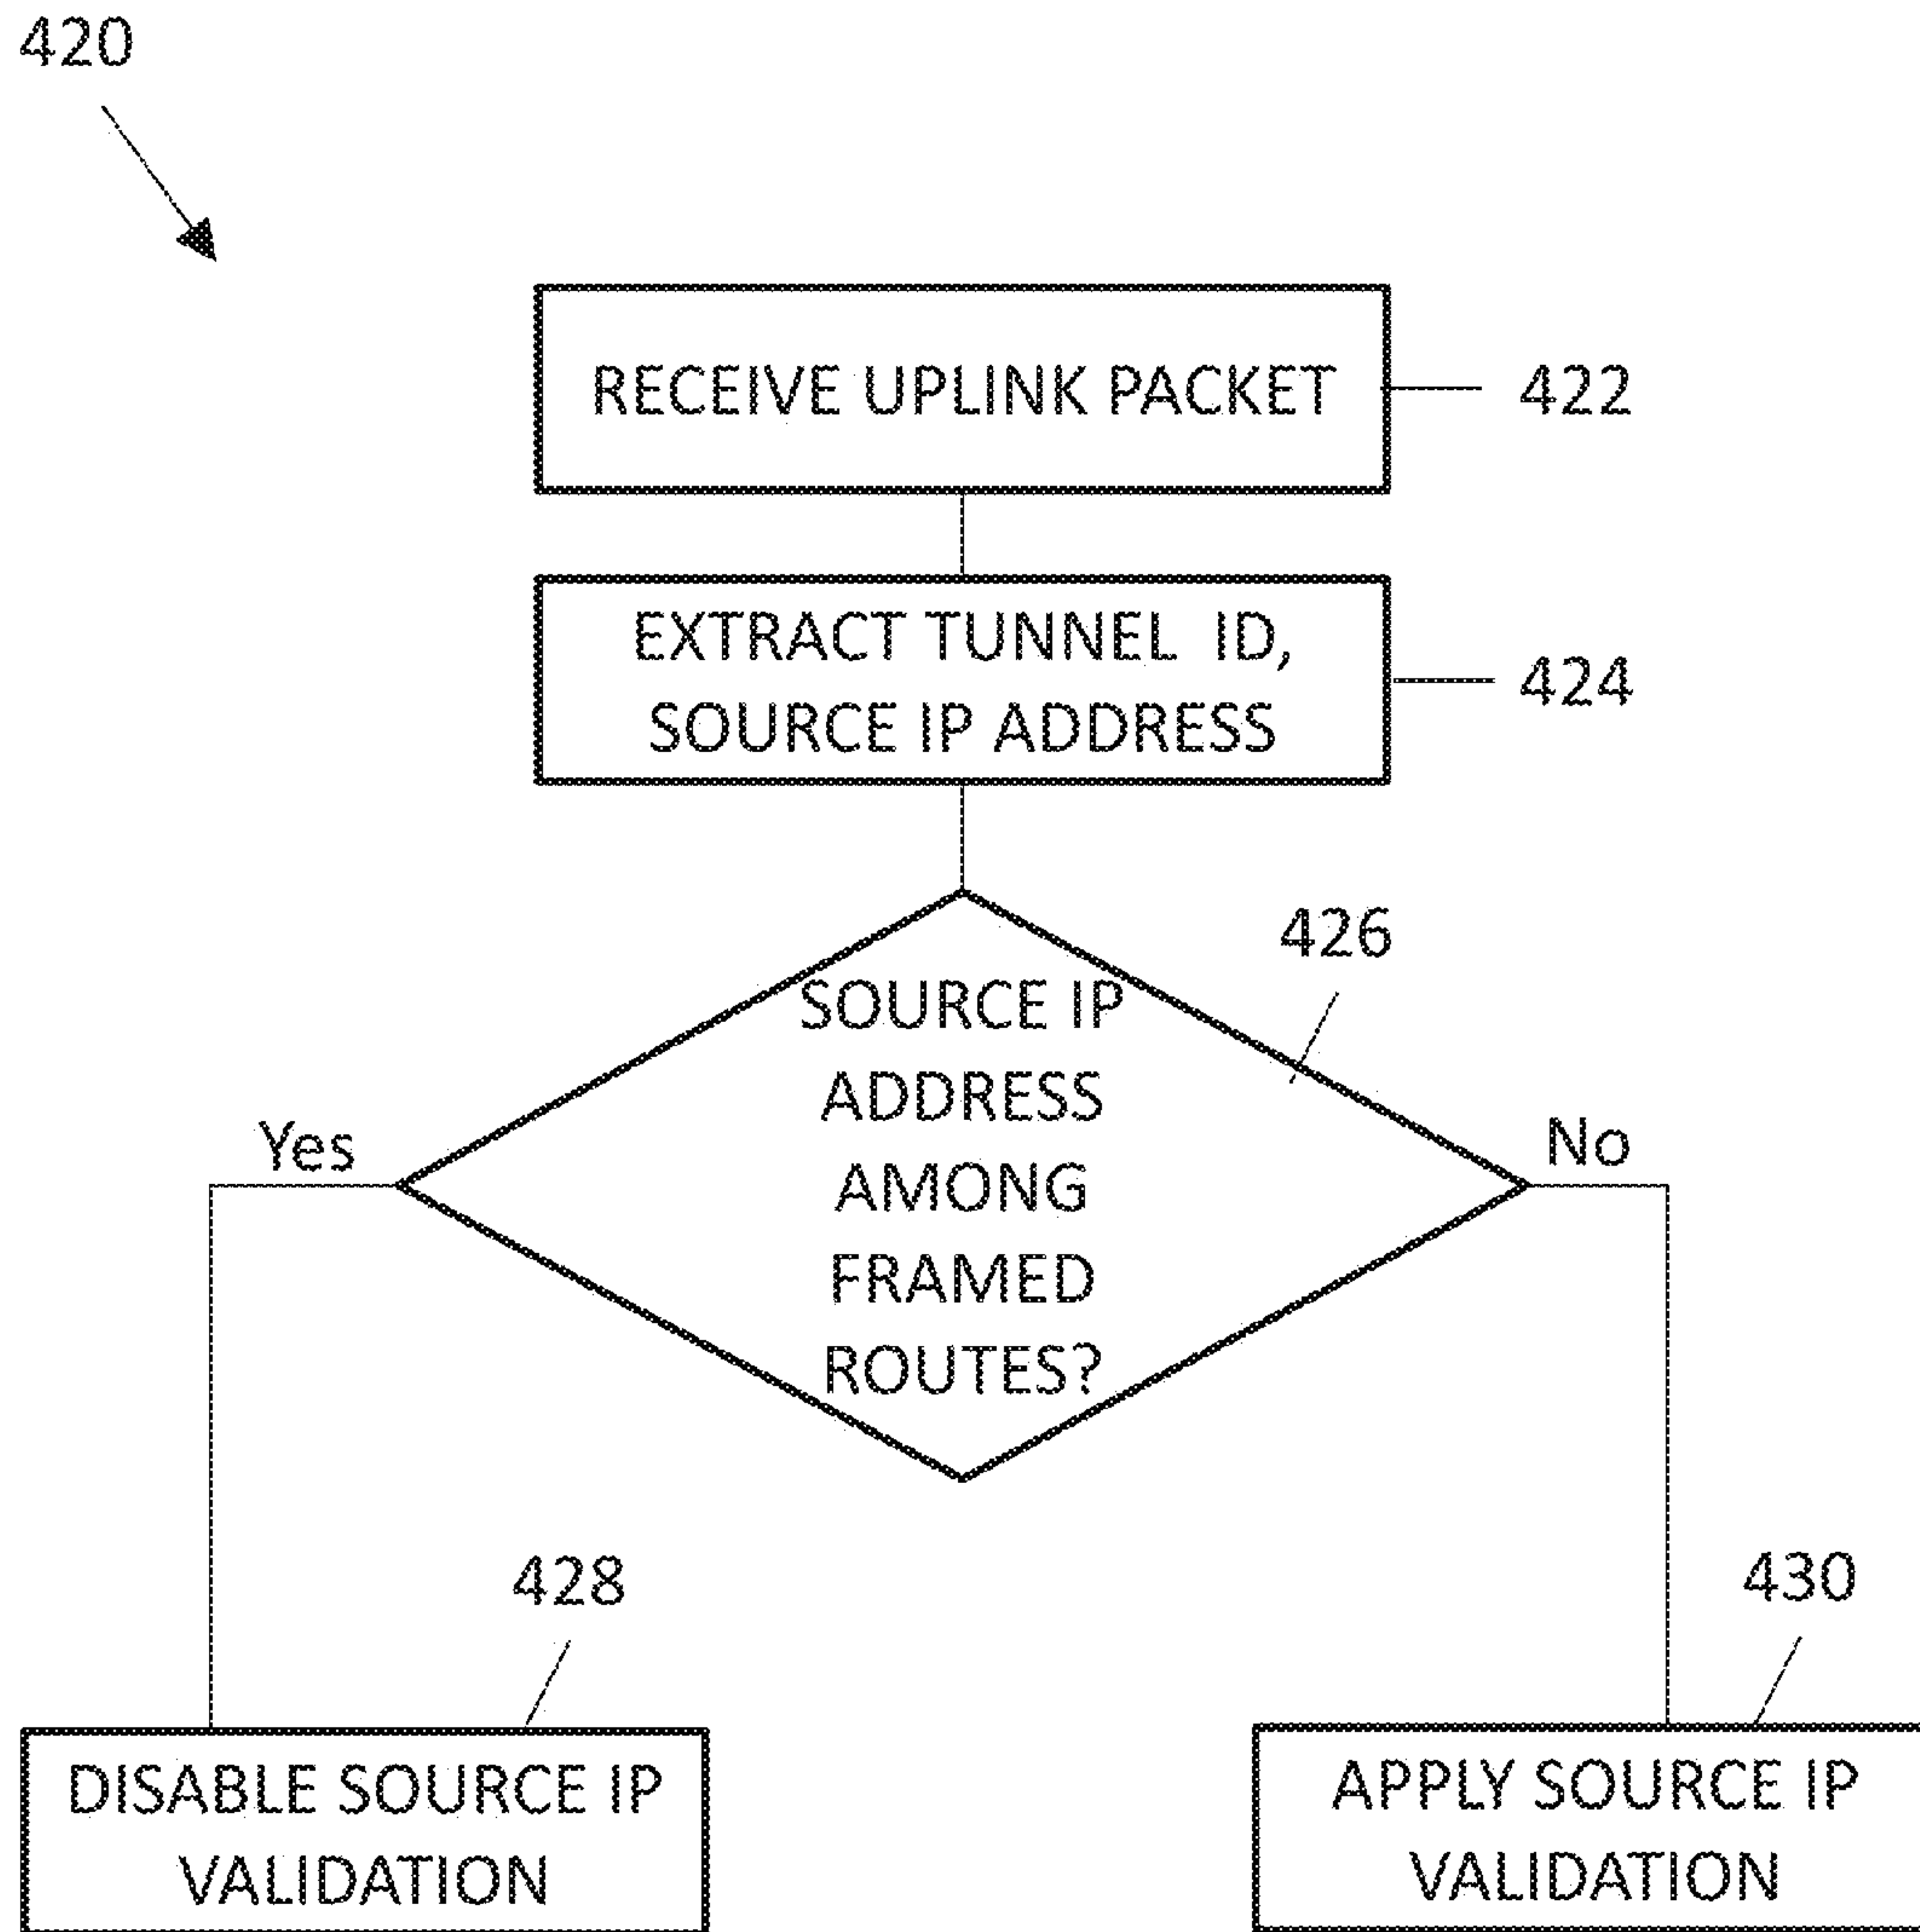 420
RECEIVE UPLINK PACKET
422
EXTRACT TUNNEL ID,
SOURCE IP ADDRESS
424
426
SOURCE IP
ADDRESS
AMONG
FRAMED
ROUTES?
Yes
No
428
430
DISABLE SOURCE IP
VALIDATION
APPLY SOURCE IP
VALIDATION